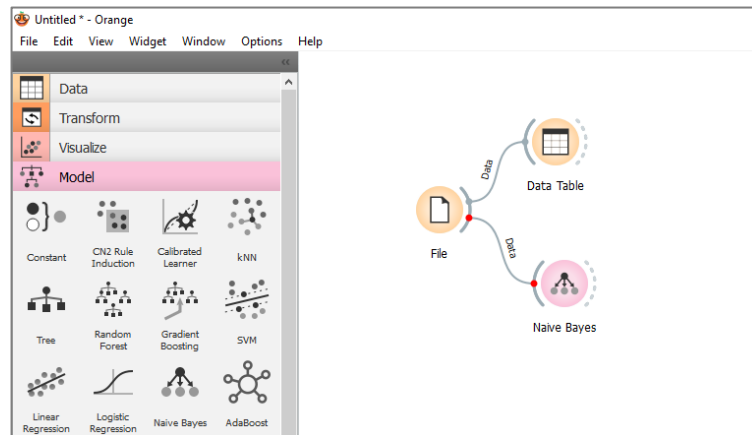 Untitled * - Orange
File Edit View Widget Window Options Help
Data
Transform
Visualize
Model
Constant
CN2 Rule
Induction
Calibrated
Learner
kNN
Tree
Random
Forest
Gradient
Boosting
SVM
Linear
Regression
Logistic
Regression
Naive Bayes
AdaBoost
Data
Data Table
File
Data
Naive Bayes